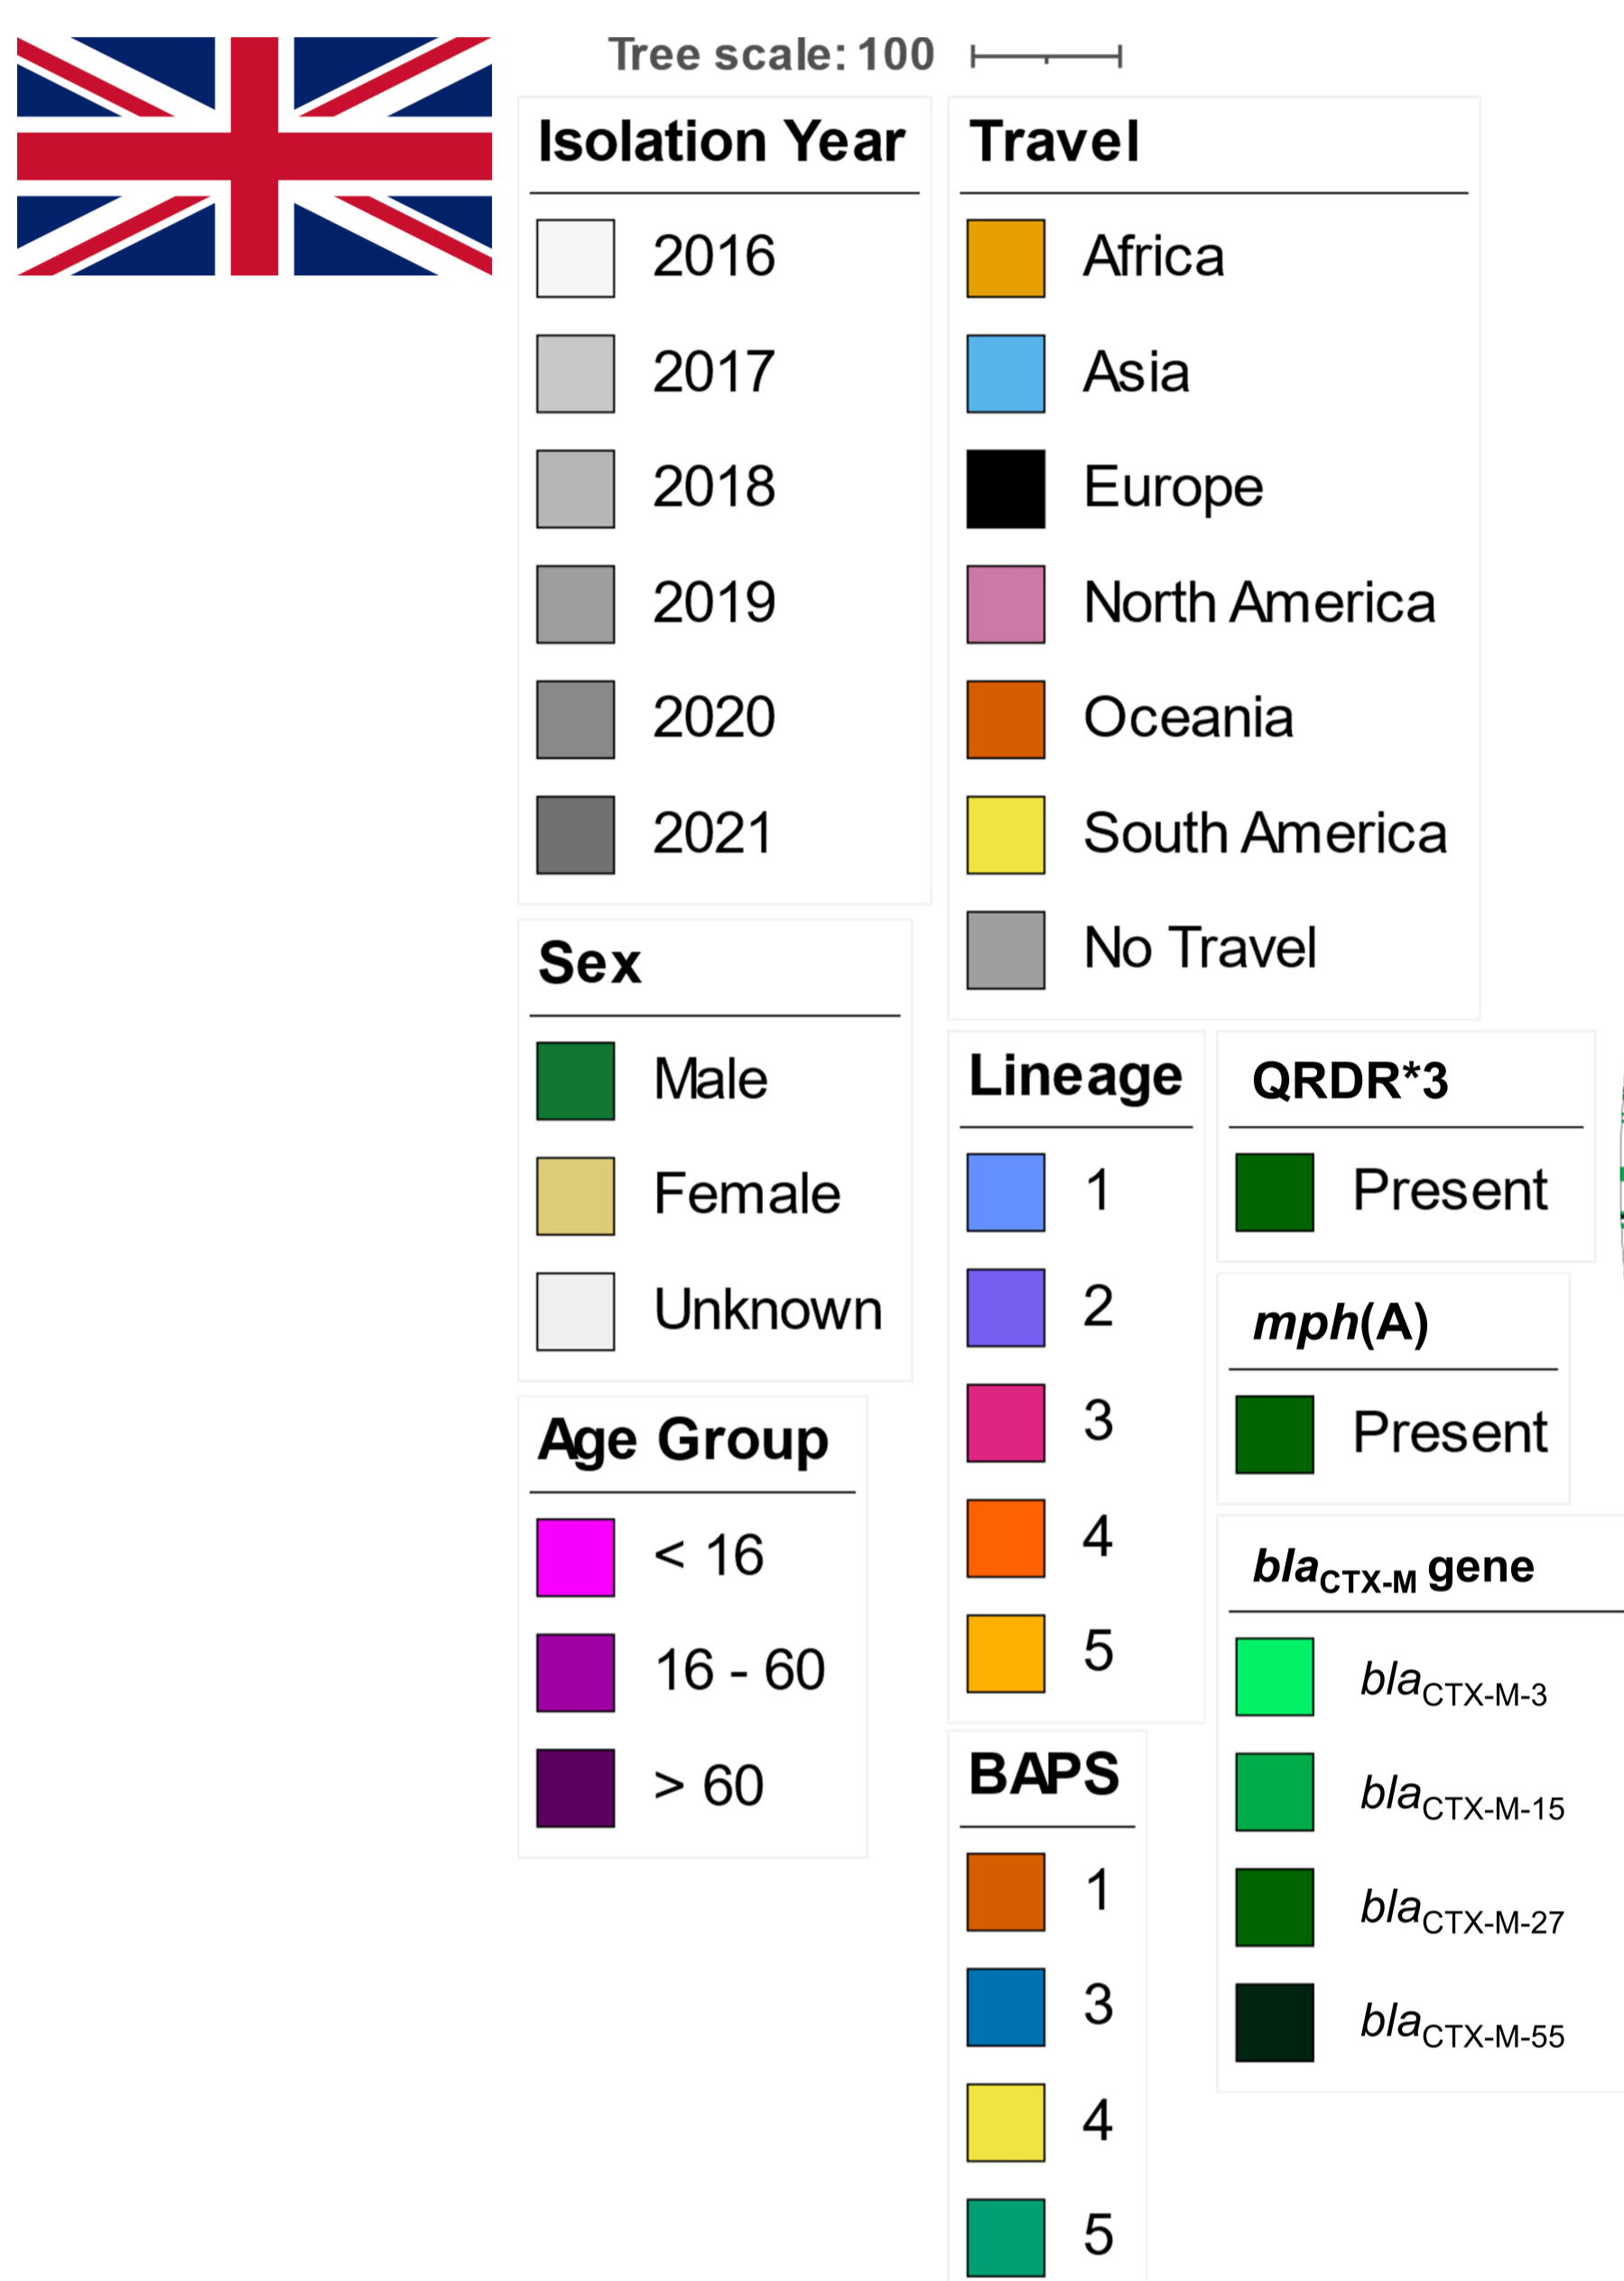 Tree scale: 100
Isolation Year
2016
2017
2018
2019
2020
2021
Sex
Male
Female
Unknown
Age Group
< 16
16 - 60
> 60
Travel
Africa
Asia
Europe
North America
Oceania
South America
No Travel
Lineage
1
2
3
4
5
BAPS
1
3
4
5
QRDR*3
Present
mph(A)
Present
blaCTX-M gene
blaCTX-M-3
blaCTX-M-15
blaCTX-M-27
blaCTX-M-55